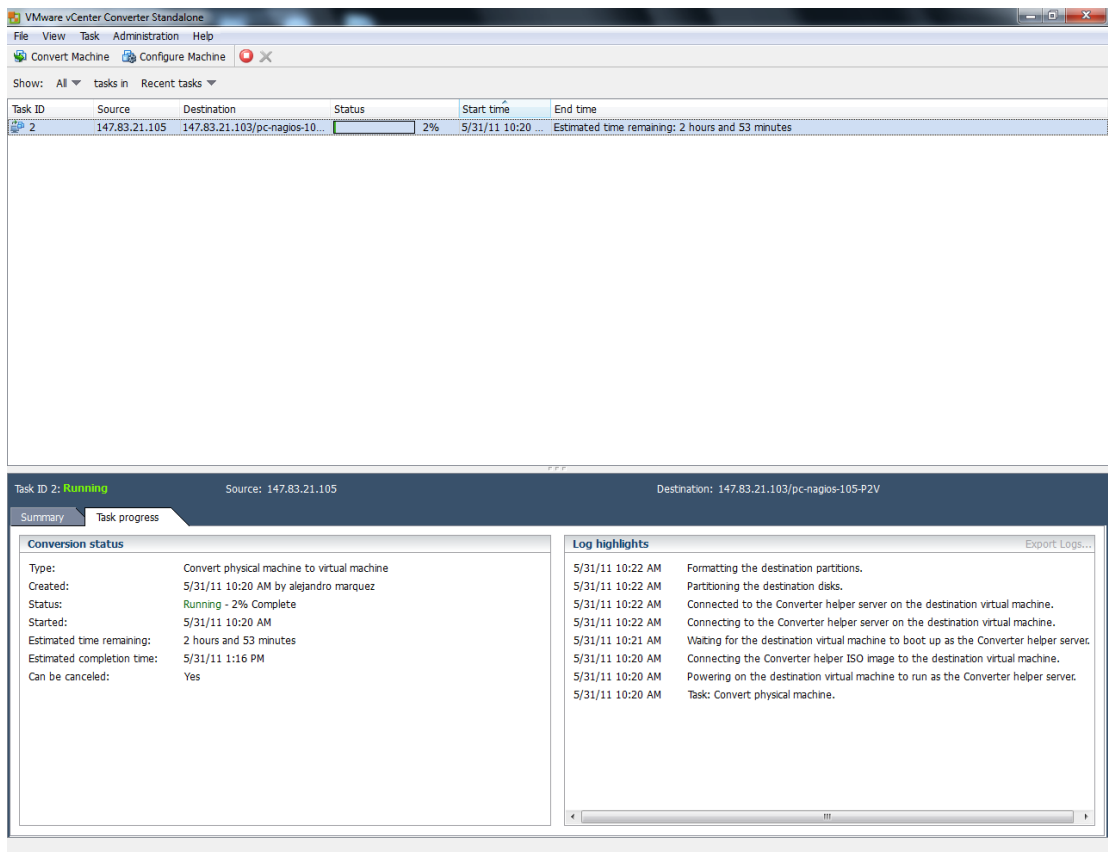 VMware vCenter Converter Standalone
File View Task Administration Help
Convert Machine Configure Machine
Show: All tasks in Recent tasks
Task ID Source Destination Status Start time End time
2 147.83.21.105 147.83.21.103/pc-nagios-10... 2% 5/31/11 10:20 ... Estimated time remaining: 2 hours and 53 minutes
Task ID 2: Running Source: 147.83.21.105 Destination: 147.83.21.103/pc-nagios-105-P2V
Summary Task progress
Conversion status
Type: Convert physical machine to virtual machine
Created: 5/31/11 10:20 AM by alejandro marquez
Status: Running - 2% Complete
Started: 5/31/11 10:20 AM
Estimated time remaining: 2 hours and 53 minutes
Estimated completion time: 5/31/11 1:16 PM
Can be canceled: Yes
Log highlights Export Logs...
5/31/11 10:22 AM Formatting the destination partitions.
5/31/11 10:22 AM Partitioning the destination disks.
5/31/11 10:22 AM Connected to the Converter helper server on the destination virtual machine.
5/31/11 10:22 AM Connecting to the Converter helper server on the destination virtual machine.
5/31/11 10:21 AM Waiting for the destination virtual machine to boot up as the Converter helper server.
5/31/11 10:20 AM Connecting the Converter helper ISO image to the destination virtual machine.
5/31/11 10:20 AM Powering on the destination virtual machine to run as the Converter helper server.
5/31/11 10:20 AM Task: Convert physical machine.